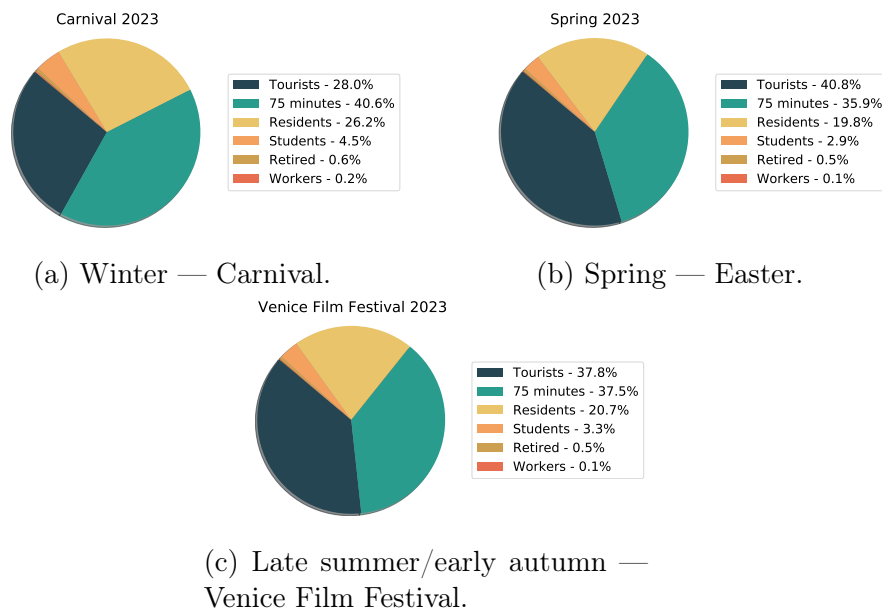 Carnival 2023
Tourists - 28.0%
75 minutes - 40.6%
Residents - 26.2%
Students - 4.5%
Retired - 0.6%
Workers - 0.2%
(a) Winter — Carnival.
Spring 2023
Tourists - 40.8%
75 minutes - 35.9%
Residents - 19.8%
Students - 2.9%
Retired - 0.5%
Workers - 0.1%
(b) Spring — Easter.
Venice Film Festival 2023
Tourists - 37.8%
75 minutes - 37.5%
Residents - 20.7%
Students - 3.3%
Retired - 0.5%
Workers - 0.1%
(c) Late summer/early autumn —
Venice Film Festival.